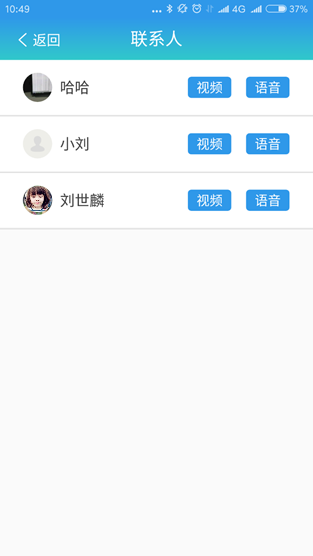 10:49 ... 4G 37%
返回 联系人
哈哈 视频 语音
小刘 视频 语音
刘世麟 视频 语音